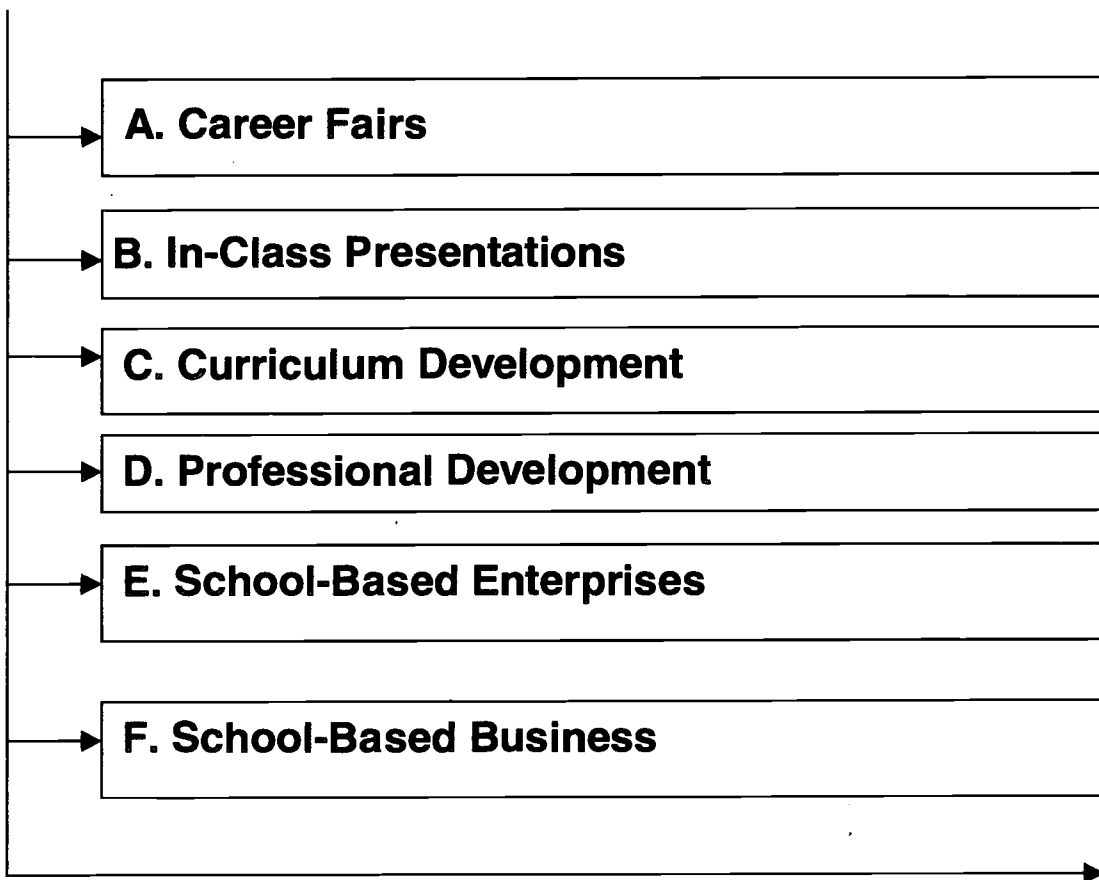 A. Career Fairs
B. In-Class Presentations
C. Curriculum Development
D. Professional Development
E. School-Based Enterprises
F. School-Based Business